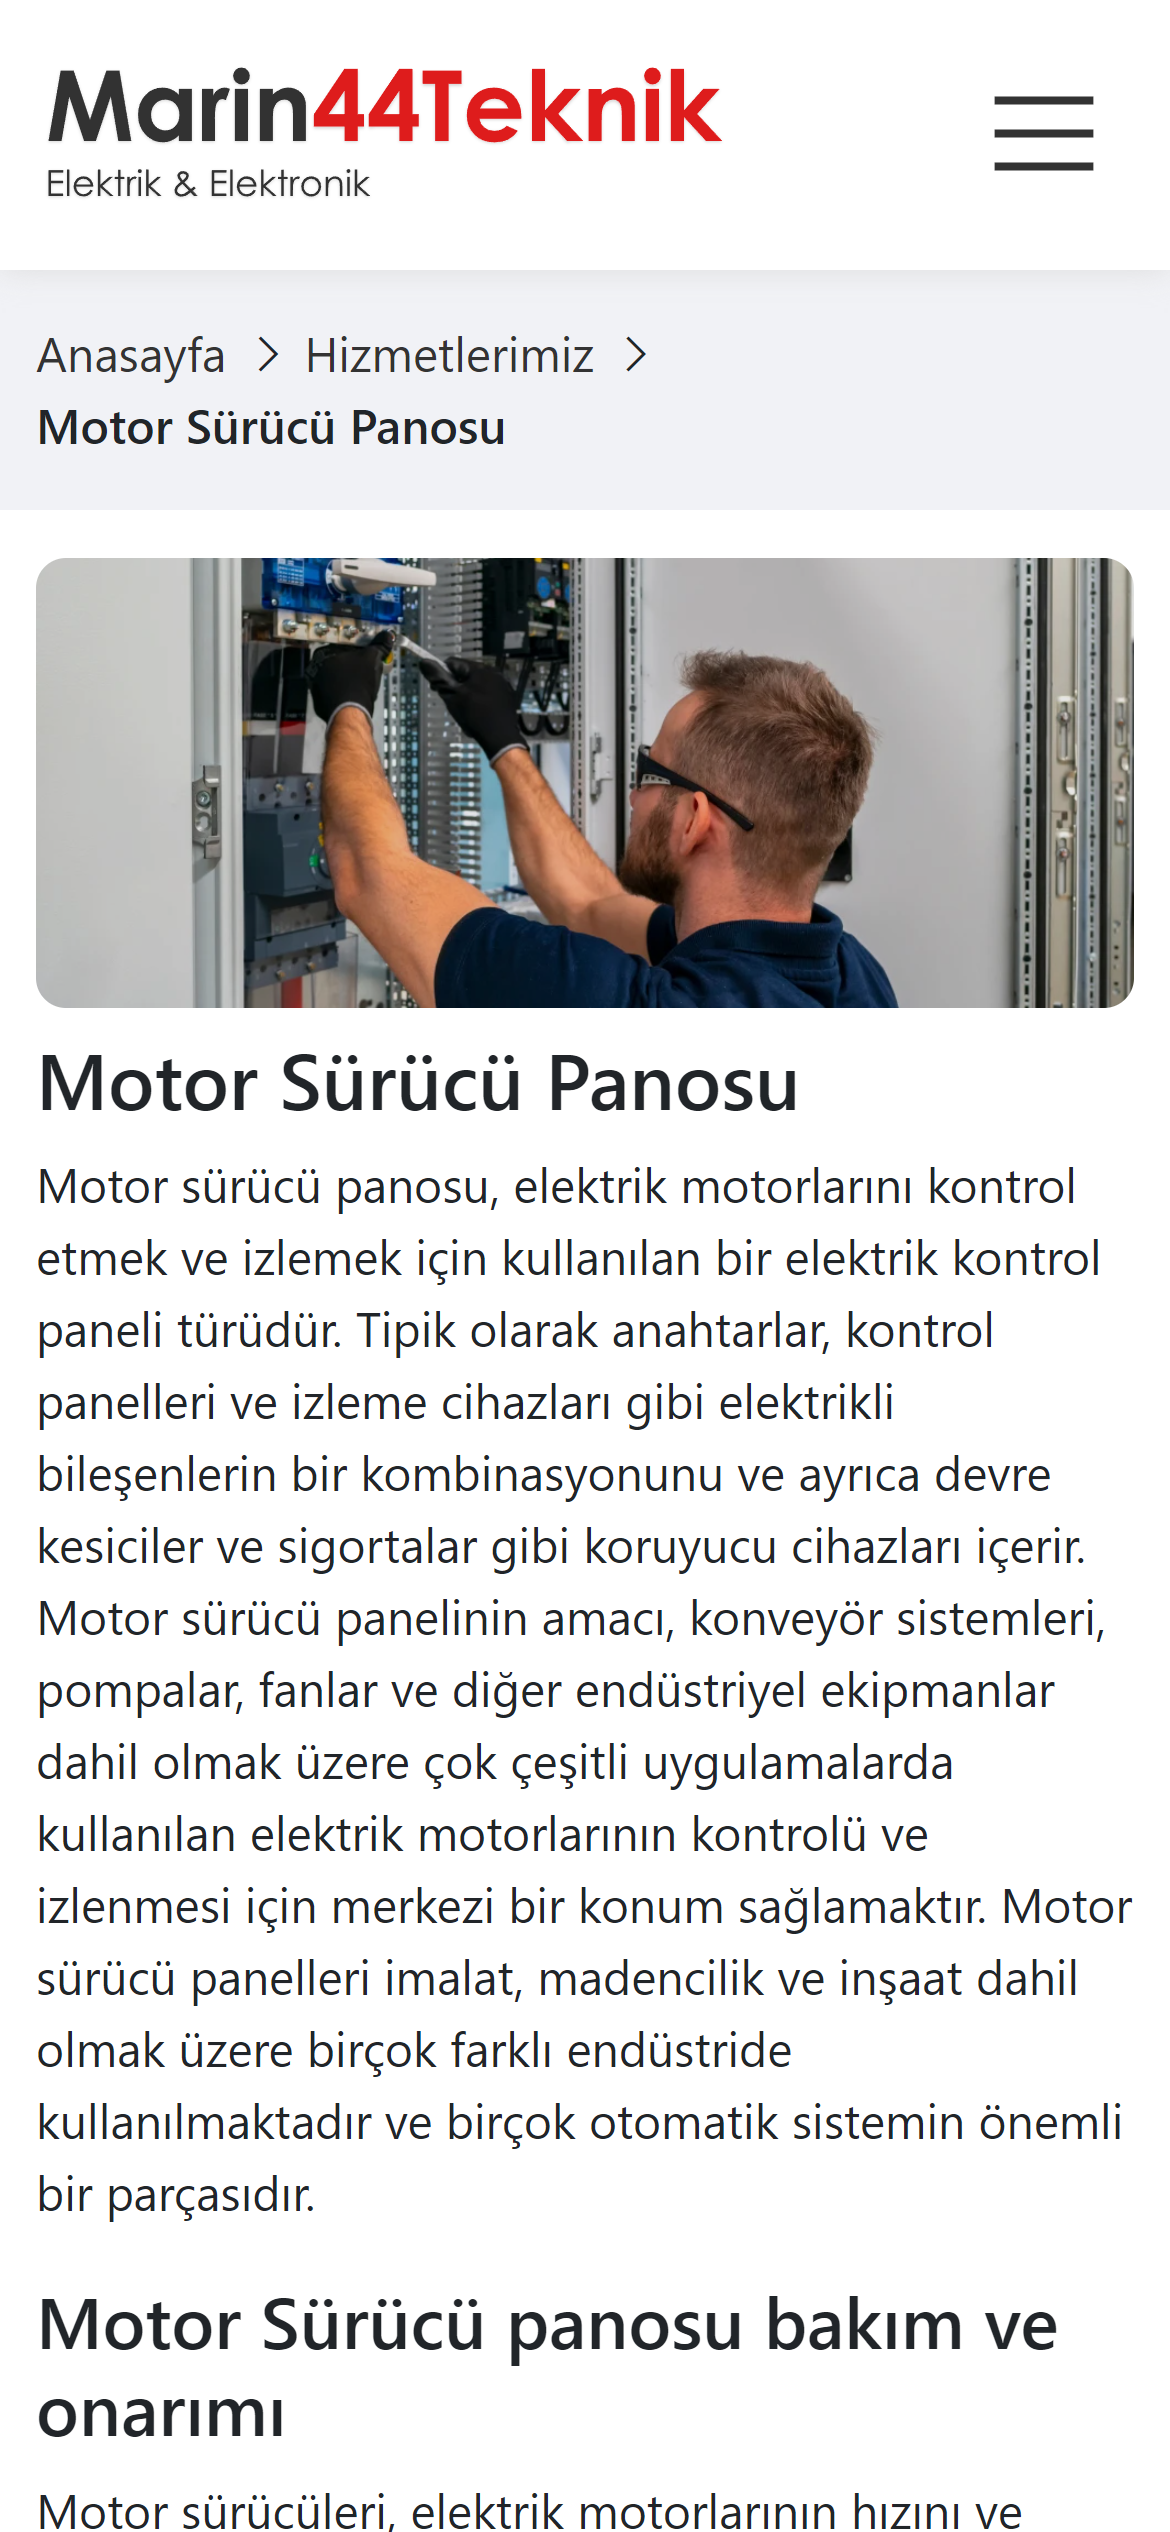 Marin44Teknik
Elektrik & Elektronik
Anasayfa > Hizmetlerimiz >
Motor Sürücü Panosu
Motor Sürücü Panosu
Motor sürücü panosu, elektrik motorlarını kontrol
etmek ve izlemek için kullanılan bir elektrik kontrol
paneli türüdür. Tipik olarak anahtarlar, kontrol
panelleri ve izleme cihazları gibi elektrikli
bileşenlerin bir kombinasyonunu ve ayrıca devre
kesiciler ve sigortalar gibi koruyucu cihazları içerir.
Motor sürücü panelinin amacı, konveyör sistemleri,
pompalar, fanlar ve diğer endüstriyel ekipmanlar
dahil olmak üzere çok çeşitli uygulamalarda
kullanılan elektrik motorlarının kontrolü ve
izlenmesi için merkezi bir konum sağlamaktır. Motor
sürücü panelleri imalat, madencilik ve inşaat dahil
olmak üzere birçok farklı endüstride
kullanılmaktadır ve birçok otomatik sistemin önemli
bir parçasıdır.
Motor Sürücü panosu bakım ve
onarımı
Motor sürücüleri, elektrik motorlarının hızını ve